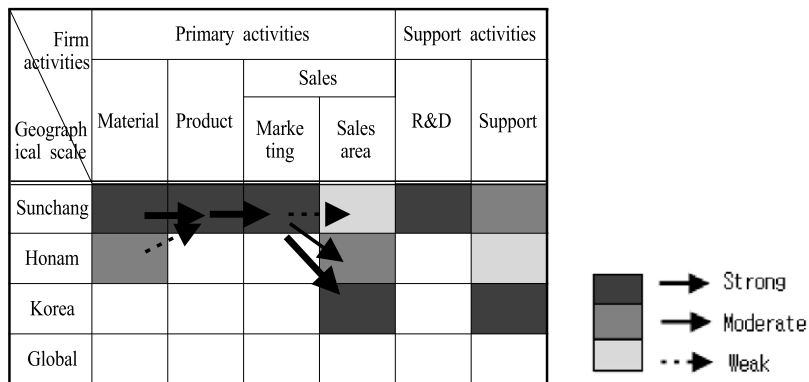 Firm
activities
Geograph
ical scale
Primary activities
Support activities
Sales
Material
Product
Marke
ting
Sales
area
R&D
Support
Sunchang
Honam
Korea
Global
Strong
Moderate
Weak